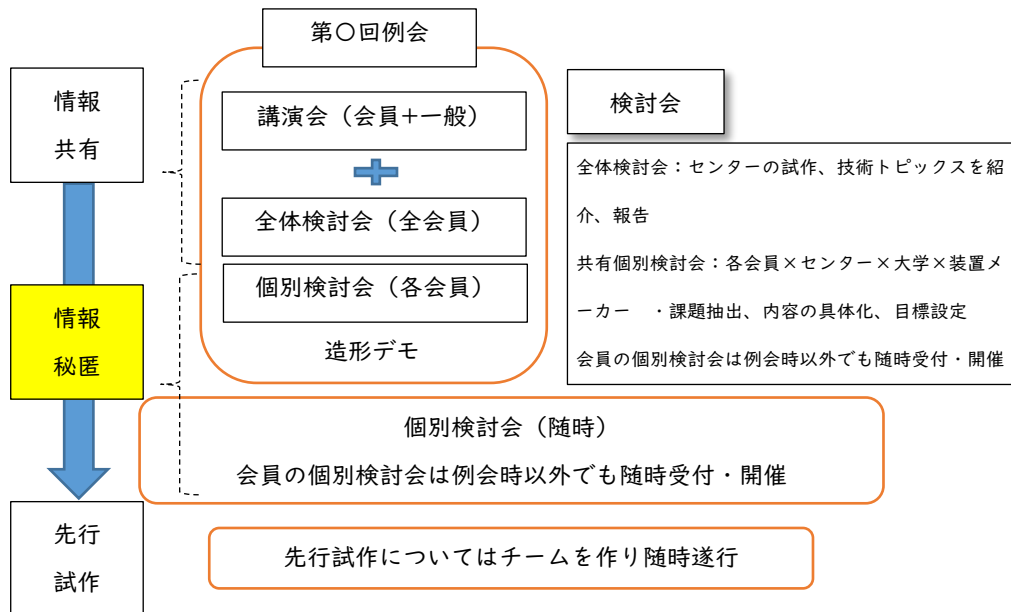 第〇回例会
情報
共有
講演会（会員+一般）
全体検討会（全会員）
個別検討会（各会員）
造形デモ
検討会
全体検討会：センターの試作、技術トピックスを紹
介、報告
共有個別検討会：各会員×センター×大学×装置メ
ーカー　・課題抽出、内容の具体化、目標設定
会員の個別検討会は例会時以外でも随時受付・開催
情報
秘匿
個別検討会（随時）
会員の個別検討会は例会時以外でも随時受付・開催
先行
試作
先行試作についてはチームを作り随時遂行